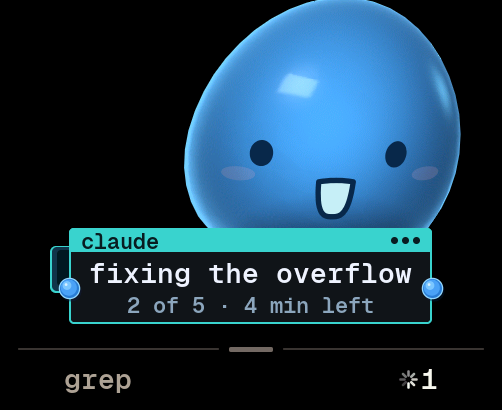 claude
fixing the overflow
2 of 5 · 4 min left
grep 1